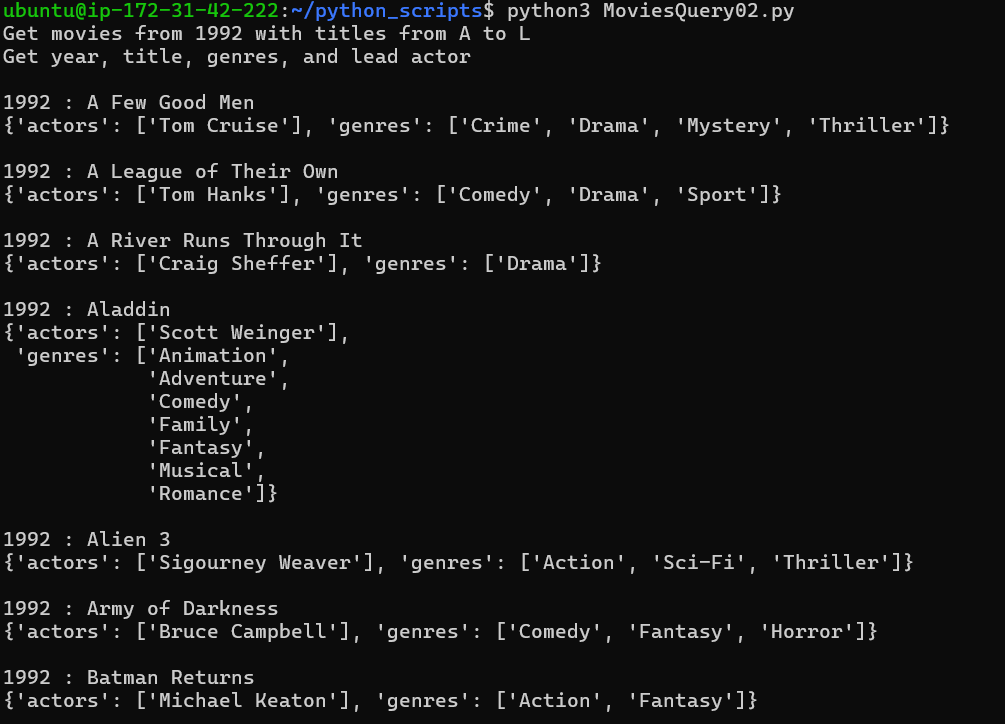 ubuntu@ip-172-31-42-222:~/python_scripts$ python3 MoviesQuery02.py
Get movies from 1992 with titles from A to L
Get year, title, genres, and lead actor

1992 : A Few Good Men
{'actors': ['Tom Cruise'], 'genres': ['Crime', 'Drama', 'Mystery', 'Thriller']}

1992 : A League of Their Own
{'actors': ['Tom Hanks'], 'genres': ['Comedy', 'Drama', 'Sport']}

1992 : A River Runs Through It
{'actors': ['Craig Sheffer'], 'genres': ['Drama']}

1992 : Aladdin
{'actors': ['Scott Weinger'],
 'genres': ['Animation',
            'Adventure',
            'Comedy',
            'Family',
            'Fantasy',
            'Musical',
            'Romance']}

1992 : Alien 3
{'actors': ['Sigourney Weaver'], 'genres': ['Action', 'Sci-Fi', 'Thriller']}

1992 : Army of Darkness
{'actors': ['Bruce Campbell'], 'genres': ['Comedy', 'Fantasy', 'Horror']}

1992 : Batman Returns
{'actors': ['Michael Keaton'], 'genres': ['Action', 'Fantasy']}